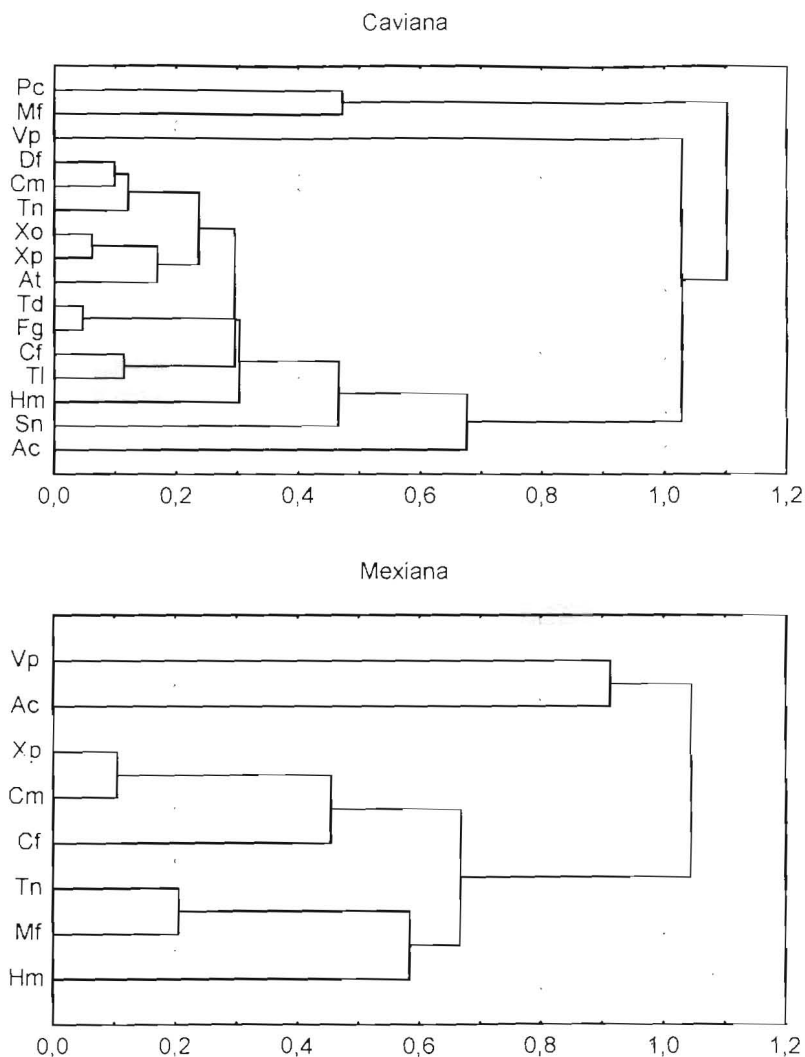 Caviana
Pc
Mf
Vp
Df
Cm
Tn
Xo
Xp
At
Td
Fg
Cf
Tl
Hm
Sn
Ac
0,0 0,2 0,4 0,6 0,8 1,0 1,2
Mexiana
Vp
Ac
Xp
Cm
Cf
Tn
Mf
Hm
0,0 0,2 0,4 0,6 0,8 1,0 1,2